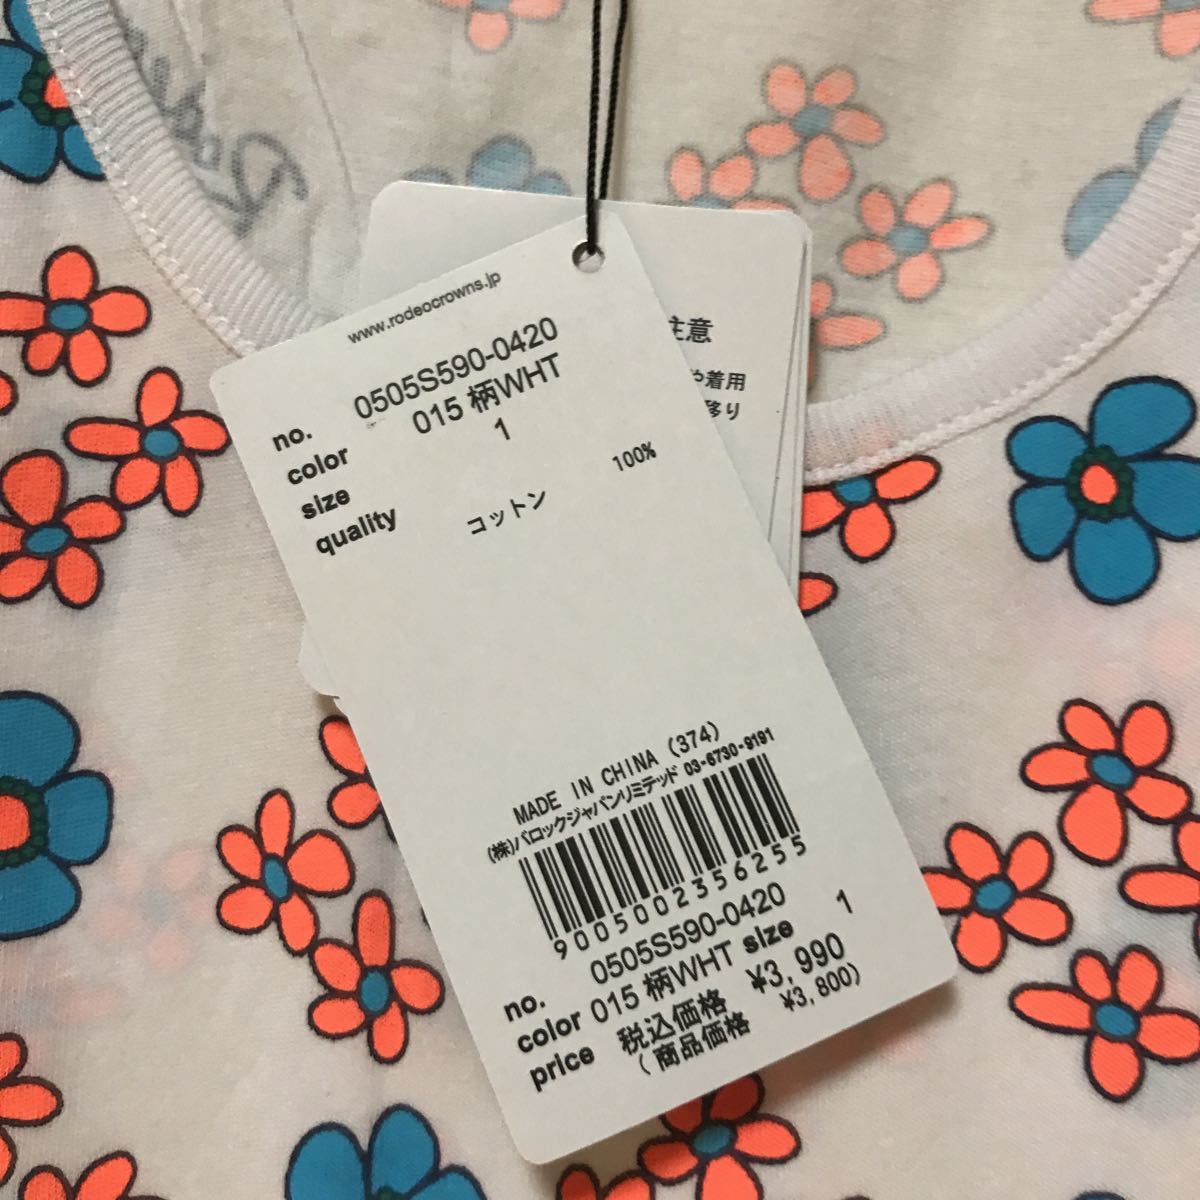 www.rodeocrowns.jp
no. 0505S590-0420
color 015 柄WHT
size 1
quality コットン 100%
MADE IN CHINA (374)
(株)バロックジャパンリミテッド 03-6730-9191
9005002356255
no. 0505S590-0420
color 015 柄WHT size 1
price 税込価格 ¥3,990
(商品価格 ¥3,800)
注意
や着用
移り